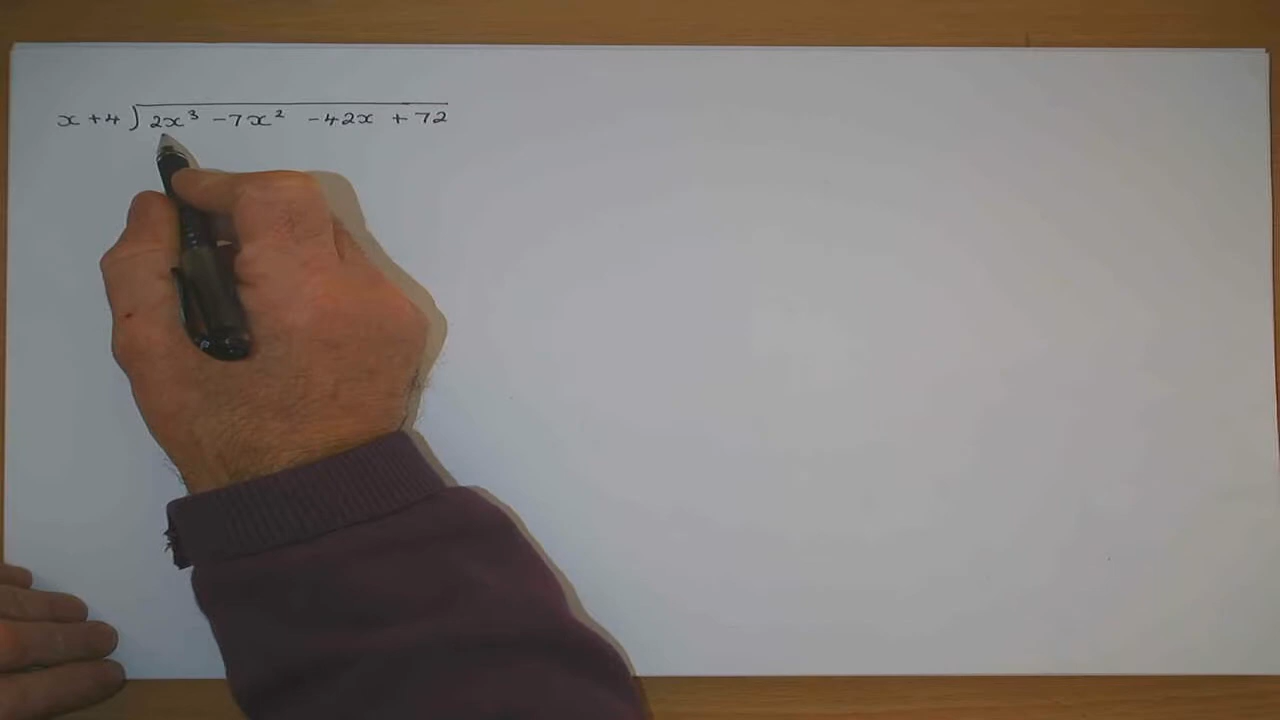 x + 4 ) 2x³ - 7x² - 42x + 72